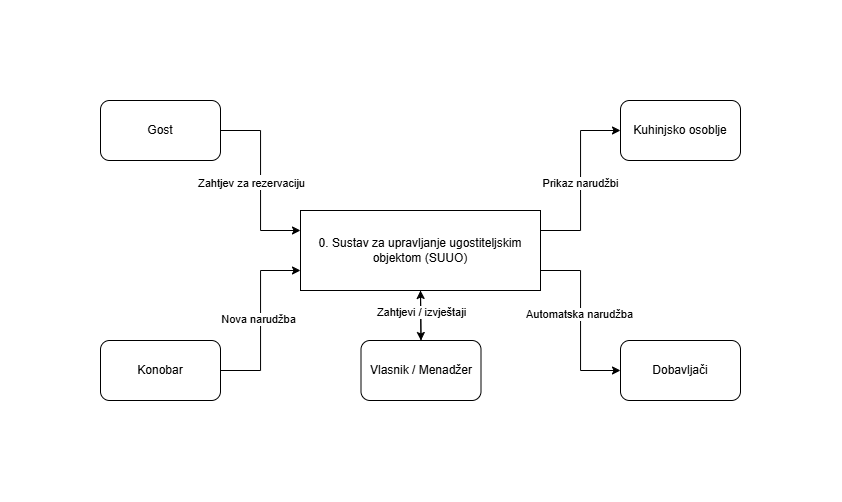 Gost
Kuhinjsko osoblje
Zahtjev za rezervaciju
Prikaz narudžbi
0. Sustav za upravljanje ugostiteljskim
objektom (SUUO)
Nova narudžba
Zahtjevi / izvještaji
Automatska narudžba
Konobar
Vlasnik / Menadžer
Dobavljači